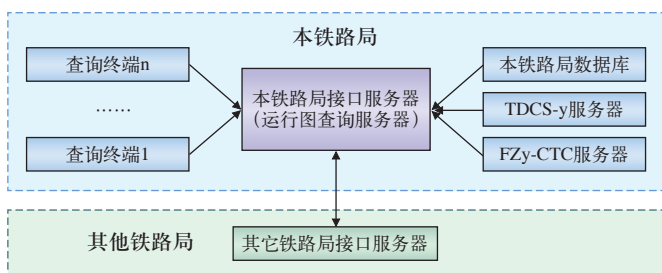 本铁路局
查询终端n
……
查询终端1
本铁路局接口服务器
（运行图查询服务器）
本铁路局数据库
TDCS-y服务器
FZy-CTC服务器
其他铁路局
其它铁路局接口服务器